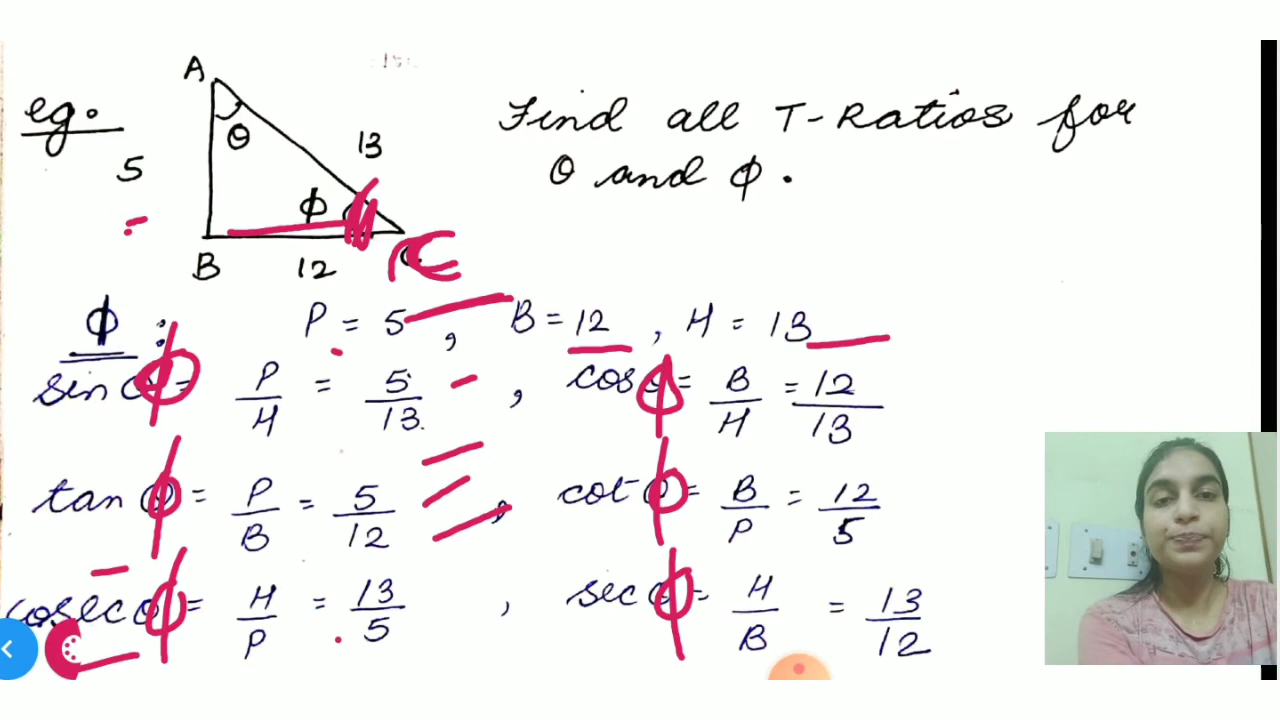 eg.
A
θ
5
13
φ
B
12
C
Find all T-Ratios for
θ and φ.
φ :
P = 5 , B = 12 , H = 13
sin φ = P/H = 5/13 , cos φ = B/H = 12/13
tan φ = P/B = 5/12 , cot φ = B/P = 12/5
cosec φ = H/P = 13/5 , sec φ = H/B = 13/12